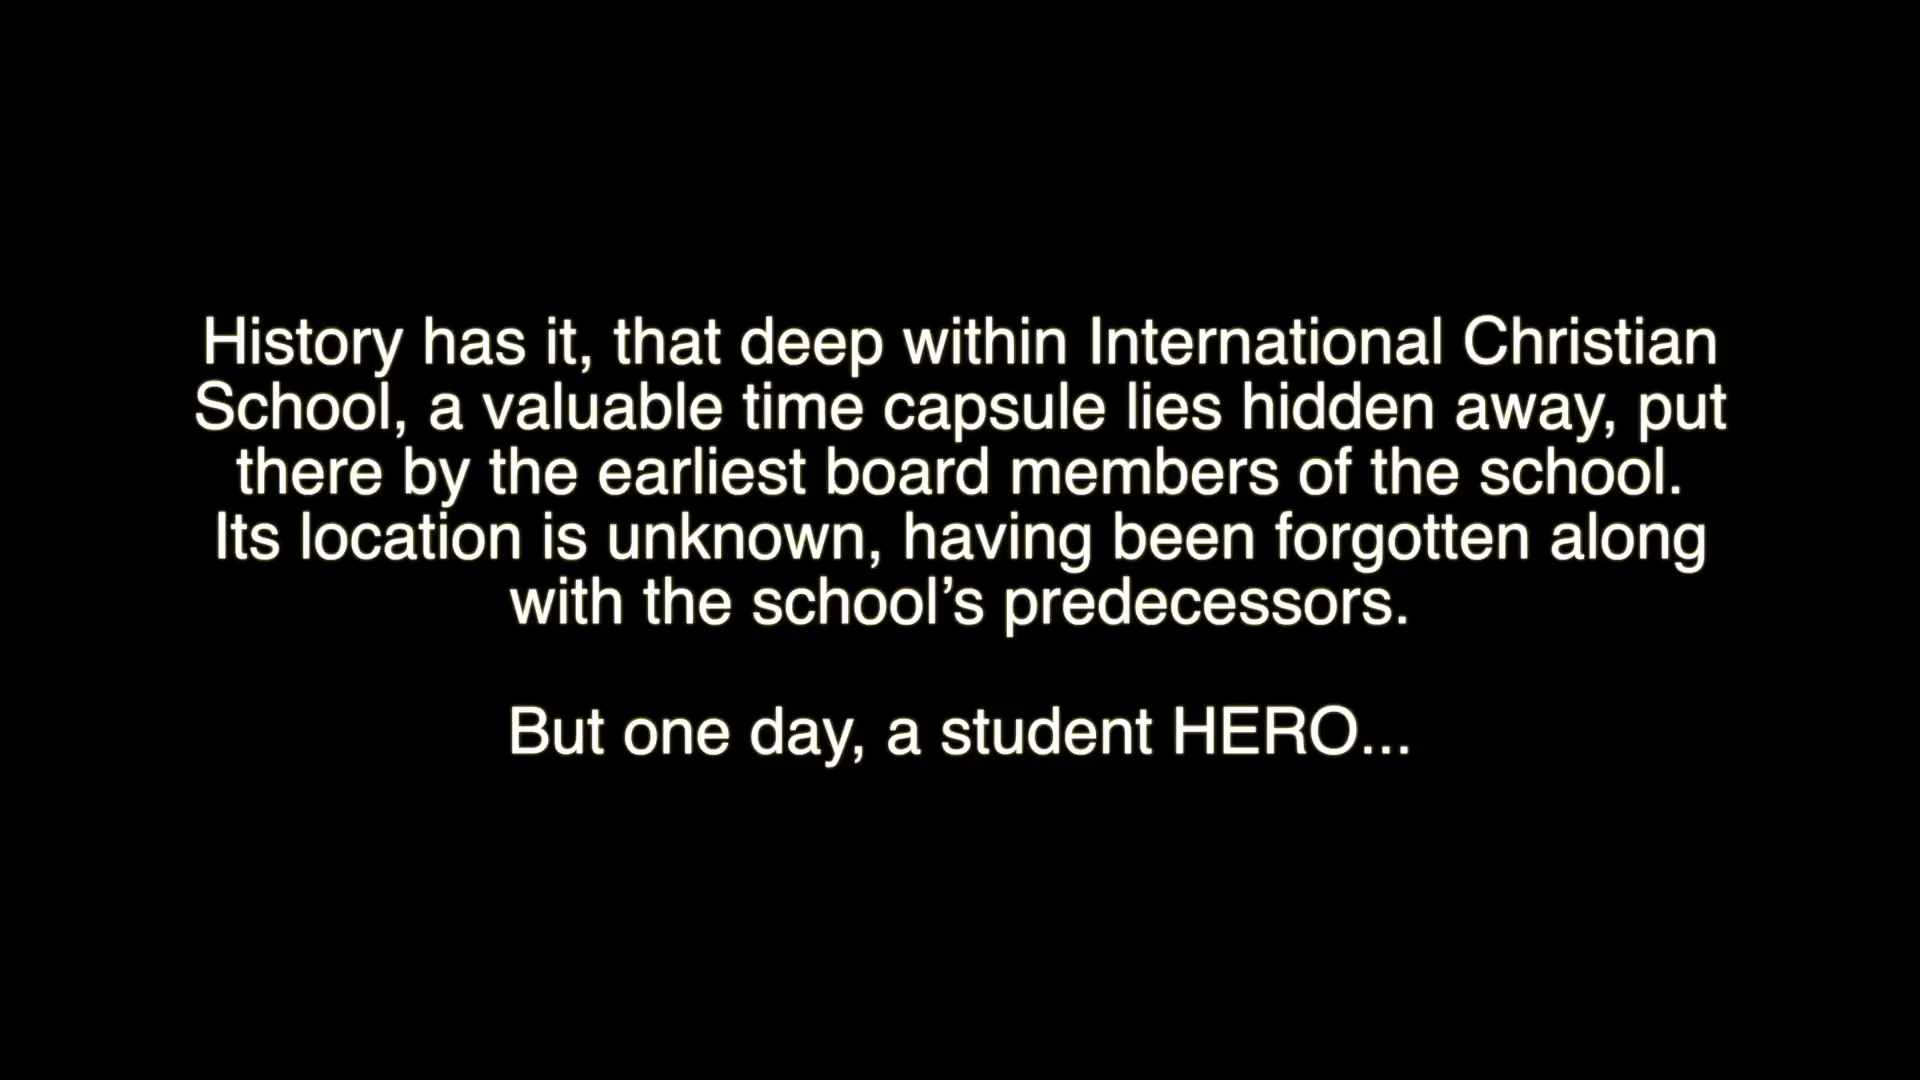 History has it, that deep within International Christian
School, a valuable time capsule lies hidden away, put
there by the earliest board members of the school.
Its location is unknown, having been forgotten along
with the school’s predecessors.
But one day, a student HERO...